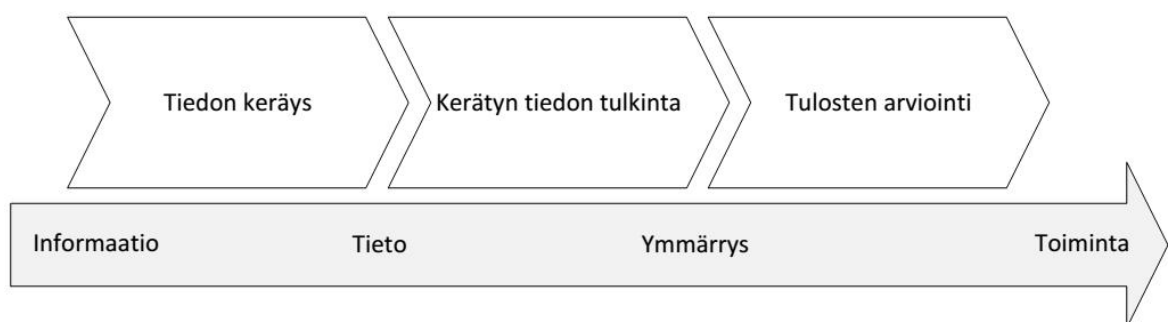 Tiedon keräys
Kerätyn tiedon tulkinta
Tulosten arviointi
Informaatio
Tieto
Ymmärrys
Toiminta